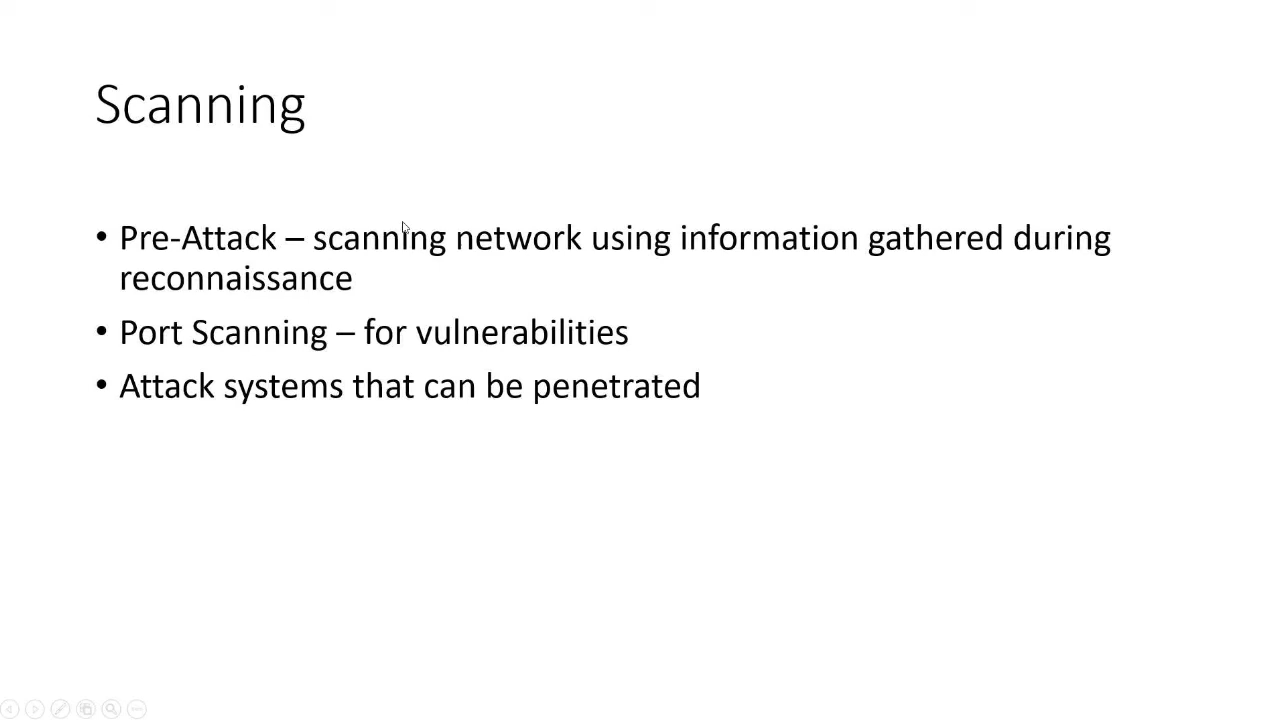 Scanning
• Pre-Attack – scanning network using information gathered during
reconnaissance
• Port Scanning – for vulnerabilities
• Attack systems that can be penetrated